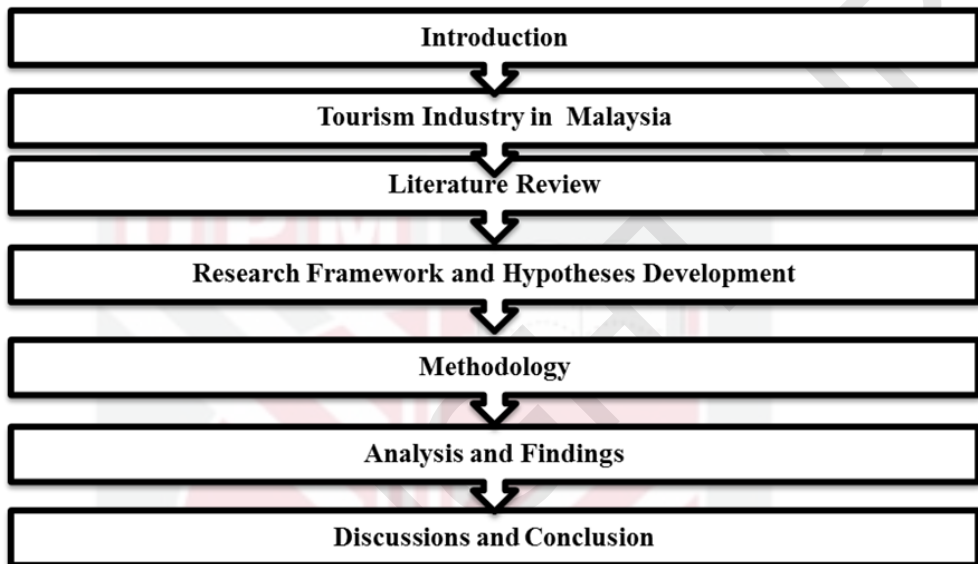 Introduction
Tourism Industry in Malaysia
Literature Review
UPM
Research Framework and Hypotheses Development
Methodology
Analysis and Findings
Discussions and Conclusion